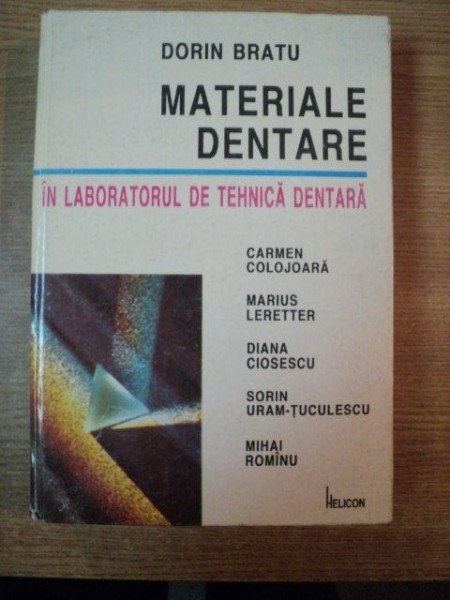 DORIN BRATU
MATERIALE
DENTARE
ÎN LABORATORUL DE TEHNICĂ DENTARĂ
CARMEN
COLOJOARĂ
MARIUS
LERETTER
DIANA
CIOSESCU
SORIN
URAM-ȚUCULESCU
MIHAI
ROMÎNU
HELICON